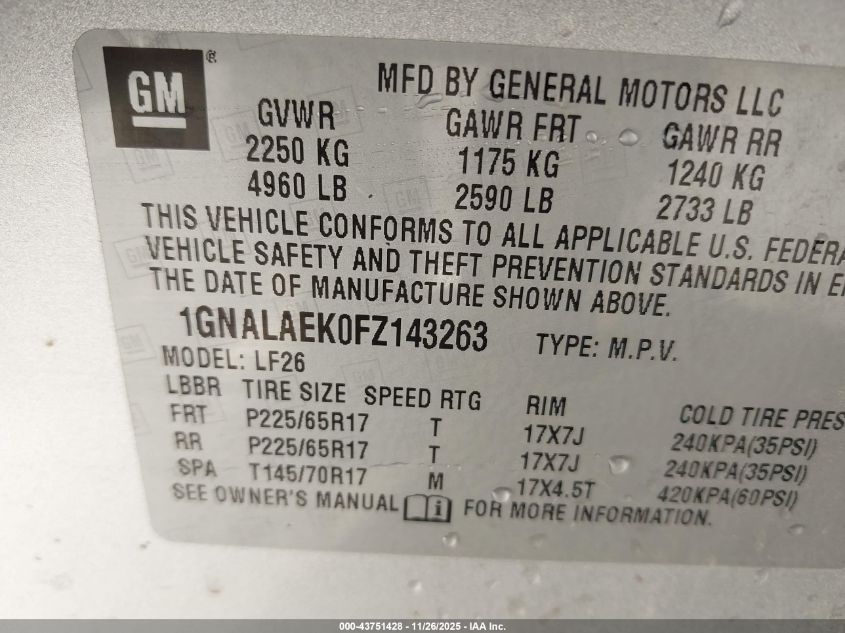 GM ®
MFD BY GENERAL MOTORS LLC
GVWR GAWR FRT GAWR RR
2250 KG 1175 KG 1240 KG
4960 LB 2590 LB 2733 LB
THIS VEHICLE CONFORMS TO ALL APPLICABLE U.S. FEDERA
VEHICLE SAFETY AND THEFT PREVENTION STANDARDS IN E
THE DATE OF MANUFACTURE SHOWN ABOVE.
1GNALAEK0FZ143263 TYPE: M.P.V.
MODEL: LF26
LBBR TIRE SIZE SPEED RTG RIM COLD TIRE PRES
FRT P225/65R17 T 17X7J 240KPA(35PSI)
RR P225/65R17 T 17X7J 240KPA(35PSI)
SPA T145/70R17 M 17X4.5T 420KPA(60PSI)
SEE OWNER'S MANUAL i FOR MORE INFORMATION.
000-43751428 - 11/26/2025 - IAA Inc.